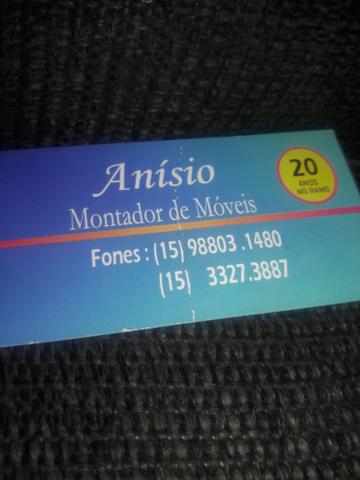 Anísio
20
ANOS
NO RAMO
Montador de Móveis
Fones : (15) 98803 .1480
(15) 3327.3887